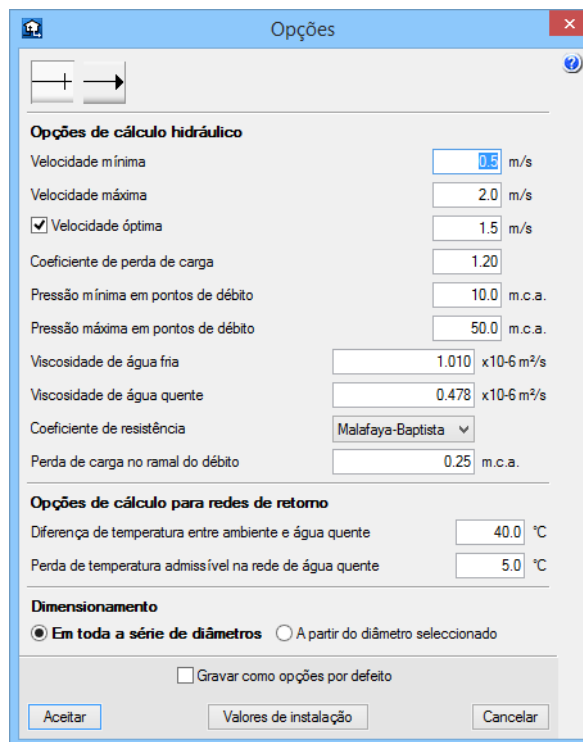 Opções
Opções de cálculo hidráulico
Velocidade mínima 0.5 m/s
Velocidade máxima 2.0 m/s
Velocidade óptima 1.5 m/s
Coeficiente de perda de carga 1.20
Pressão mínima em pontos de débito 10.0 m.c.a.
Pressão máxima em pontos de débito 50.0 m.c.a.
Viscosidade de água fria 1.010 x10-6 m²/s
Viscosidade de água quente 0.478 x10-6 m²/s
Coeficiente de resistência Malafaya-Baptista
Perda de carga no ramal do débito 0.25 m.c.a.
Opções de cálculo para redes de retorno
Diferença de temperatura entre ambiente e água quente 40.0 °C
Perda de temperatura admissível na rede de água quente 5.0 °C
Dimensionamento
Em toda a série de diâmetros A partir do diâmetro seleccionado
Gravar como opções por defeito
Aceitar Valores de instalação Cancelar